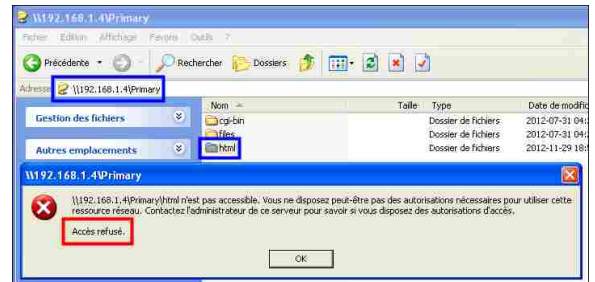 \\192.168.1.4\Primary
Fichier Edition Affichage Favoris Outils ?
Précédente Rechercher Dossiers
Adresse \\192.168.1.4\Primary
Nom Taille Type Date de modific
Gestion des fichiers
cgi-bin Dossier de fichiers 2012-07-31 04:
files Dossier de fichiers 2012-07-31 04:
Autres emplacements
html Dossier de fichiers 2012-11-29 18:
\\192.168.1.4\Primary
\\192.168.1.4\Primary\html n'est pas accessible. Vous ne disposez peut-être pas des autorisations nécessaires pour utiliser cette
ressource réseau. Contactez l'administrateur de ce serveur pour savoir si vous disposez des autorisations d'accès.
Accès refusé.
OK